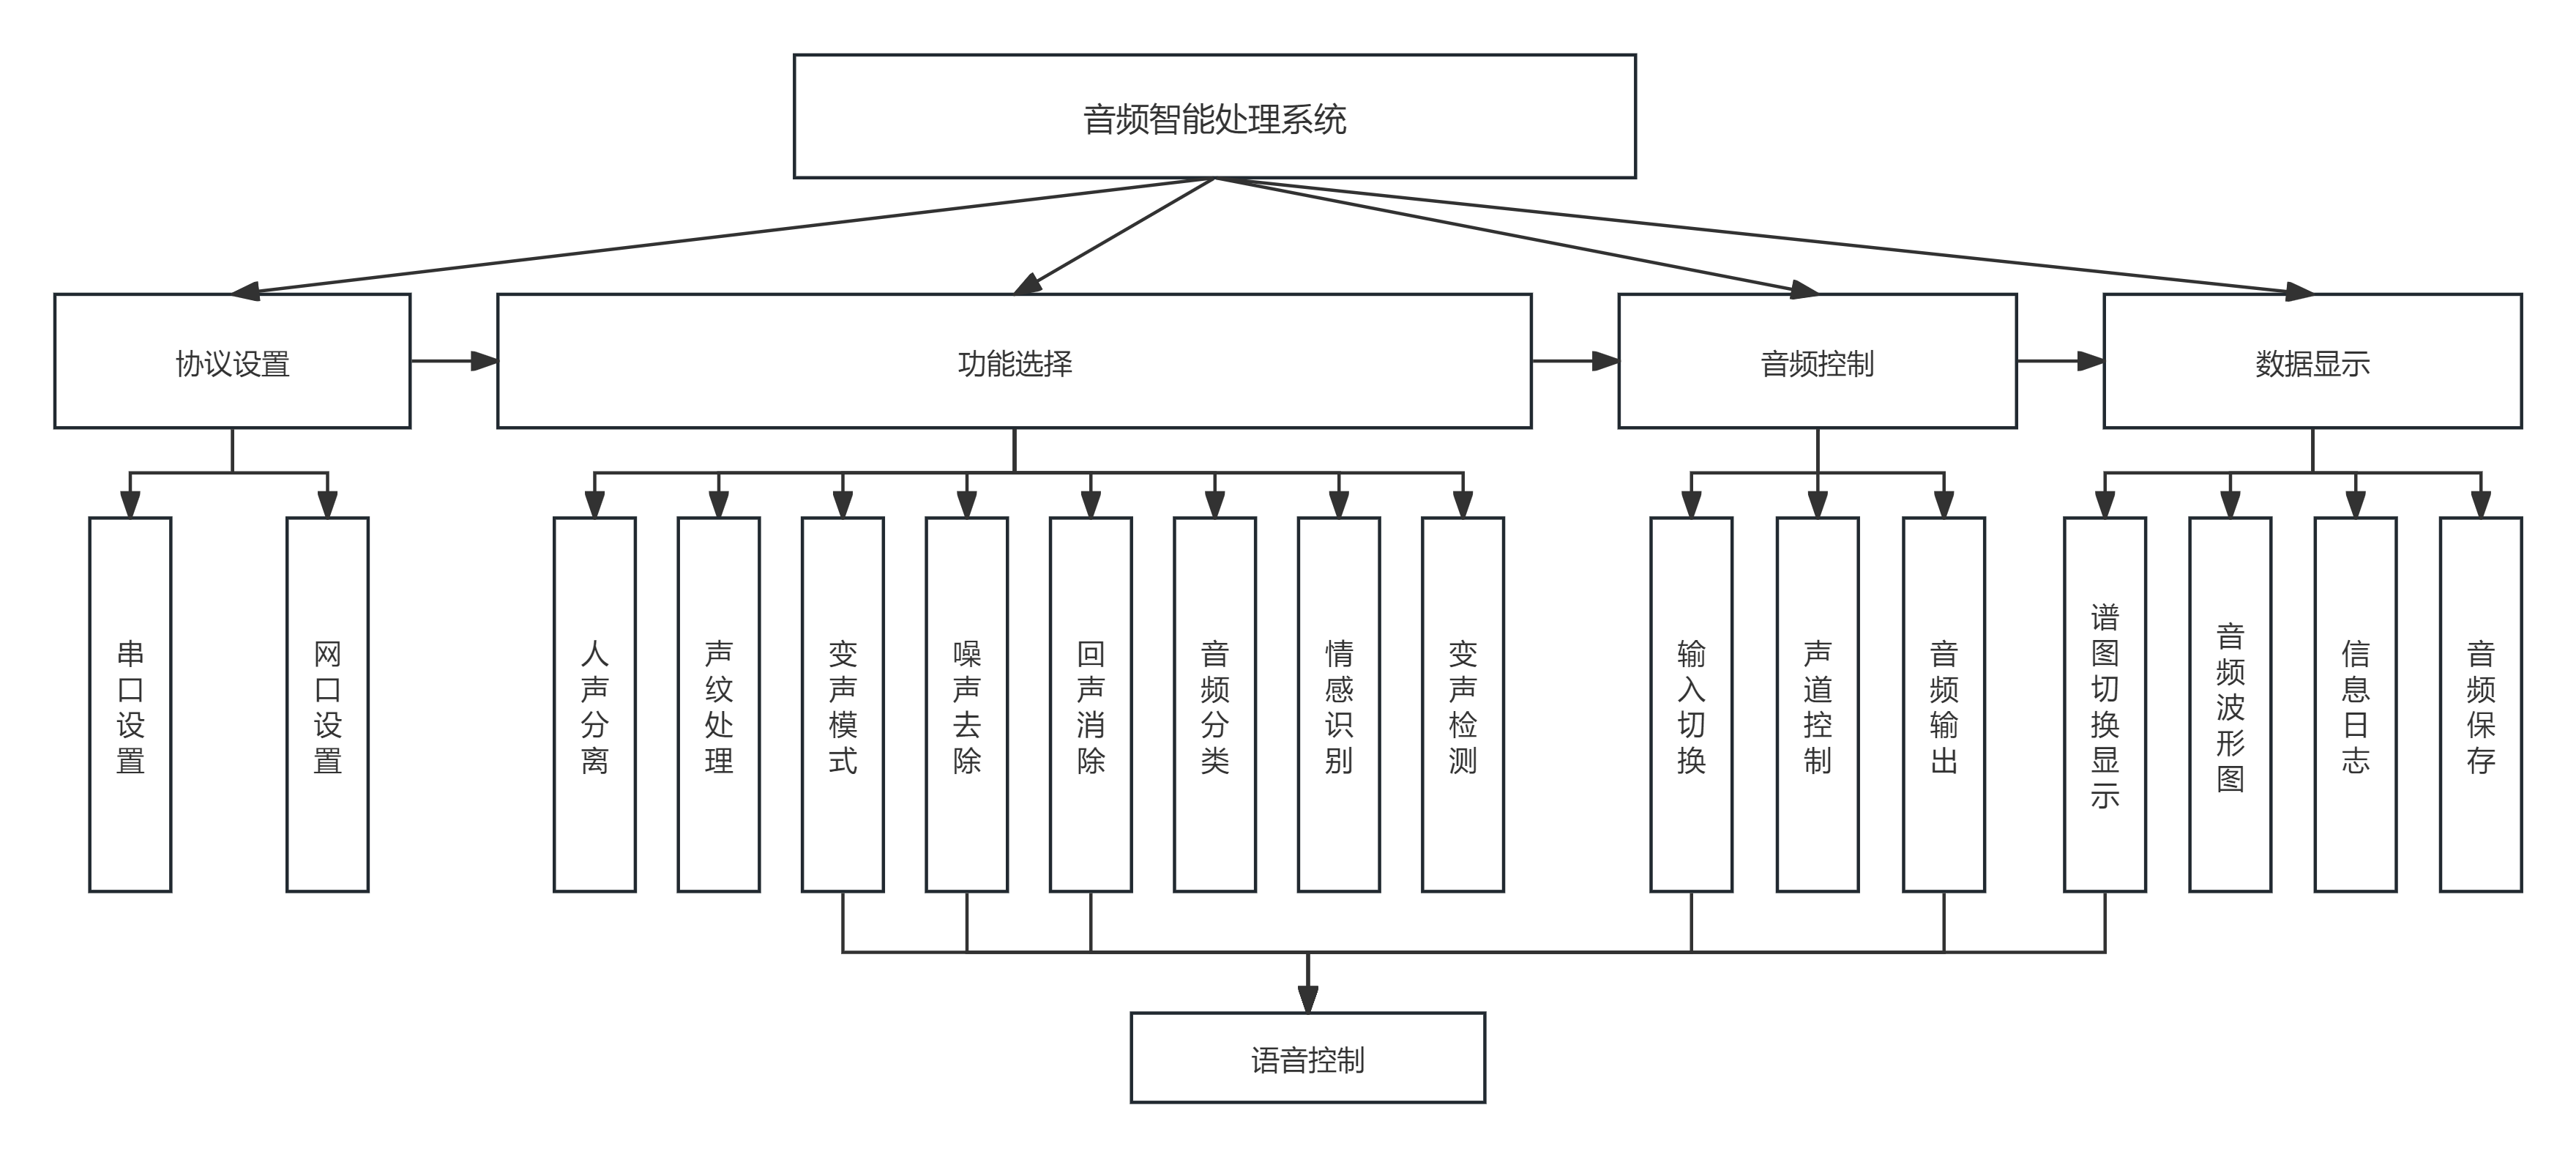 音频智能处理系统
协议设置
功能选择
音频控制
数据显示
串口设置
网口设置
人声分离
声纹处理
变声模式
噪声去除
回声消除
音频分类
情感识别
变声检测
输入切换
声道控制
音频输出
谱图切换显示
音频波形图
信息日志
音频保存
语音控制